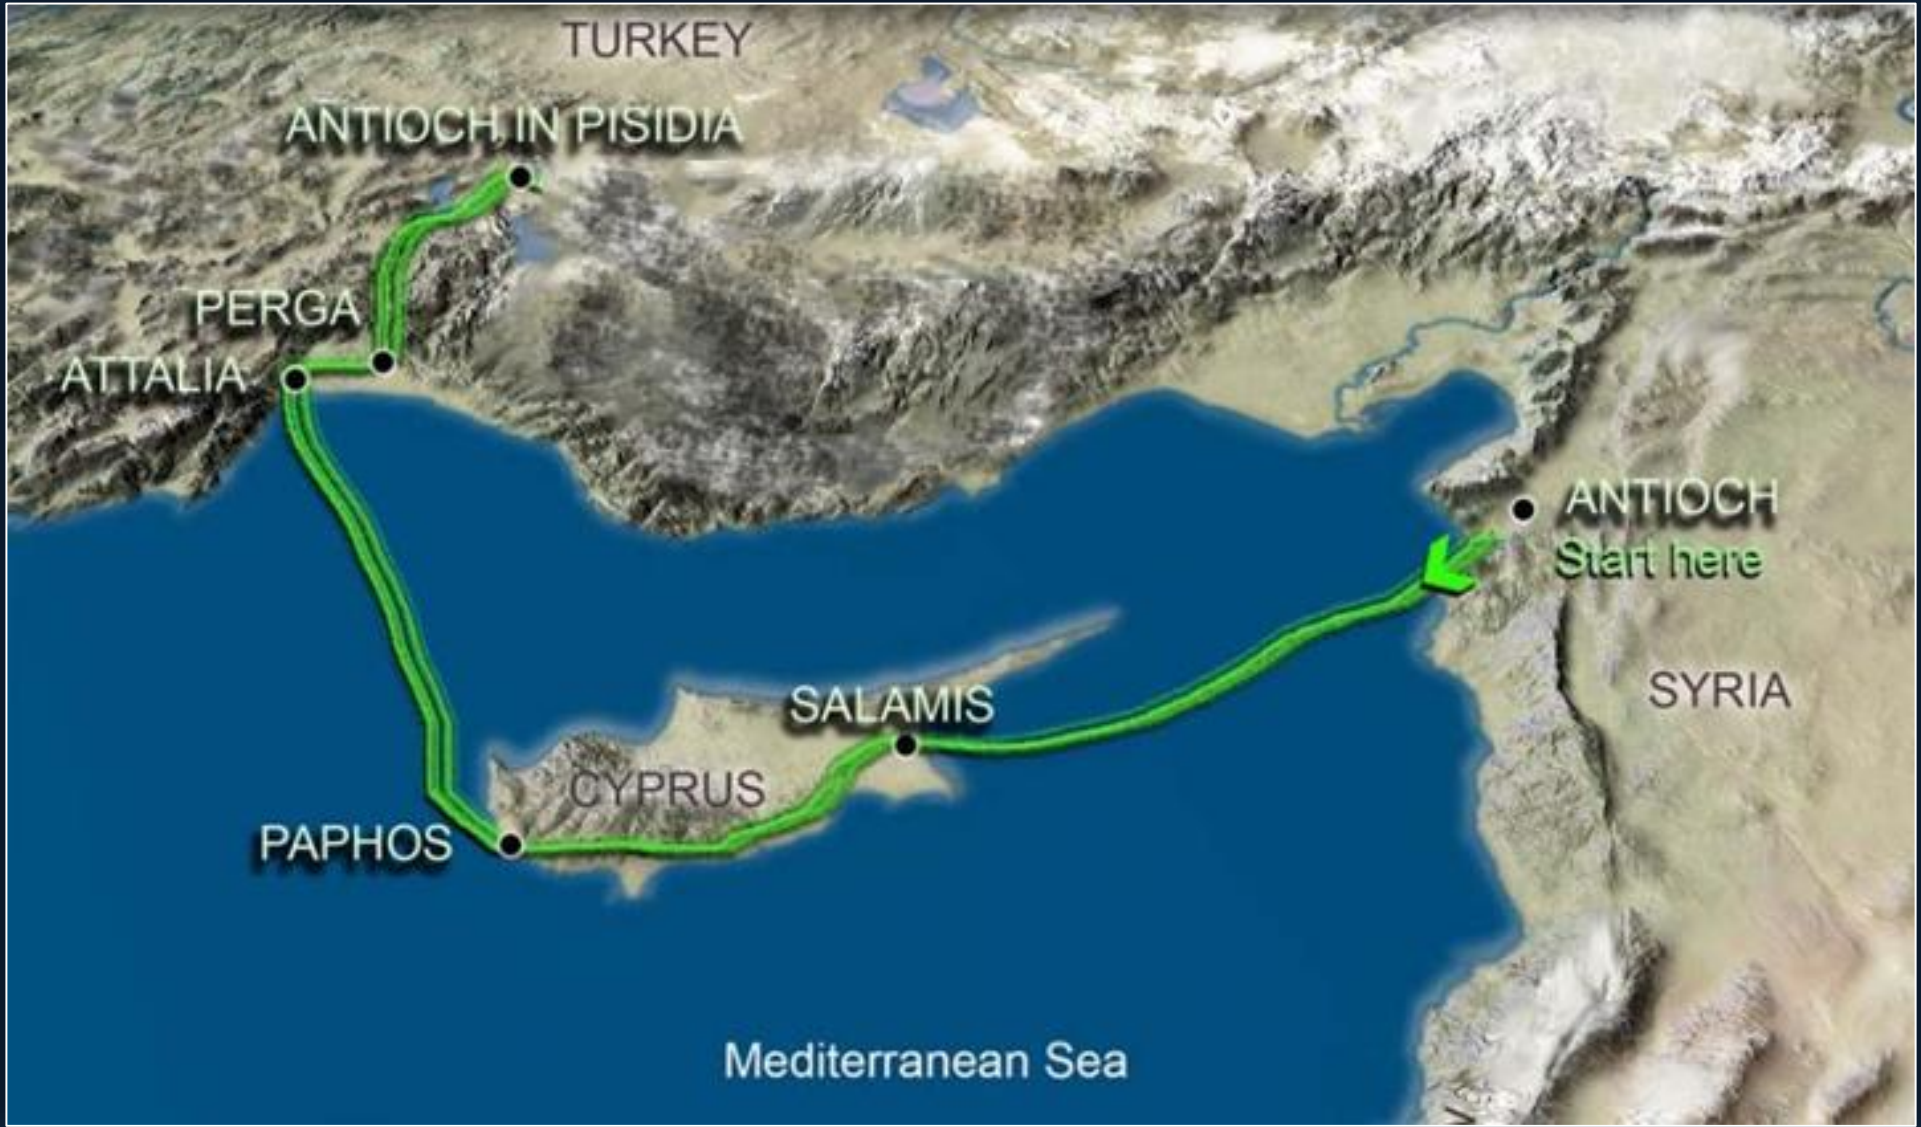 TURKEY
ANTIOCH IN PISIDIA
PERGA
ATTALIA
ANTIOCH
Start here
SYRIA
SALAMIS
CYPRUS
PAPHOS
Mediterranean Sea